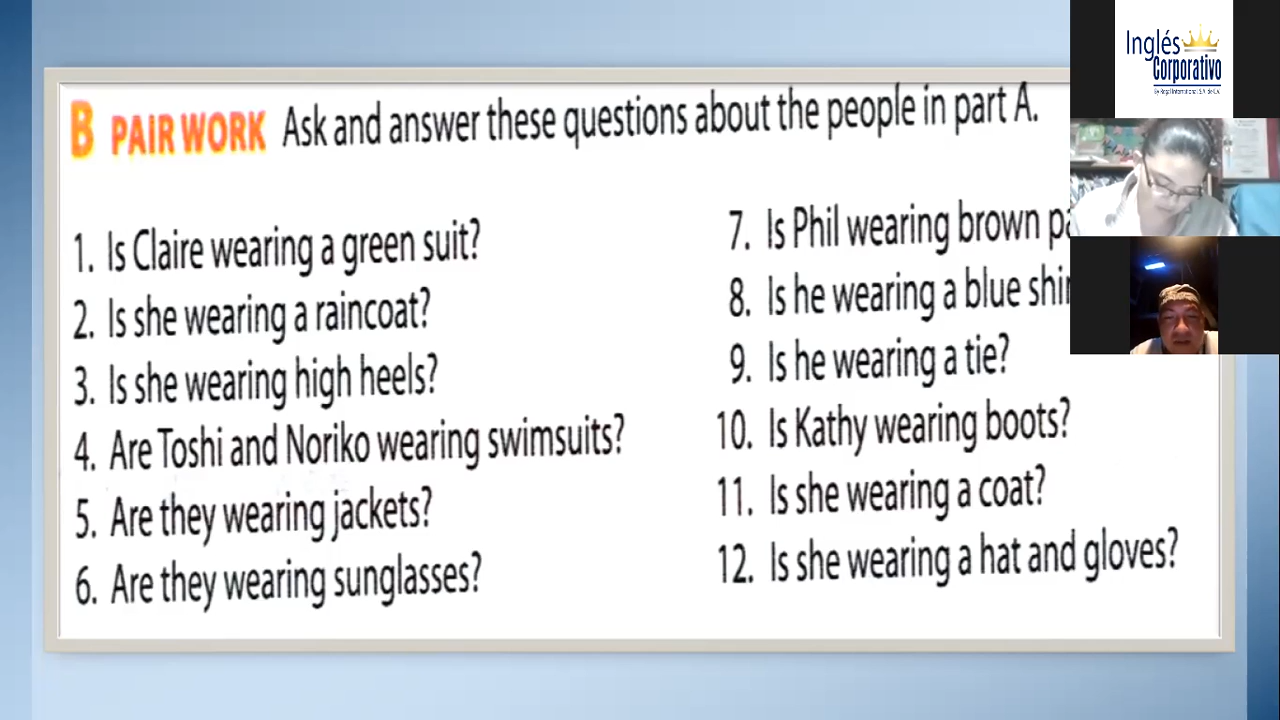 Inglés
Corporativo
B PAIR WORK Ask and answer these questions about the people in part A.
1. Is Claire wearing a green suit?
2. Is she wearing a raincoat?
3. Is she wearing high heels?
4. Are Toshi and Noriko wearing swimsuits?
5. Are they wearing jackets?
6. Are they wearing sunglasses?
7. Is Phil wearing brown
8. Is he wearing a blue
9. Is he wearing a tie?
10. Is Kathy wearing boots?
11. Is she wearing a coat?
12. Is she wearing a hat and gloves?